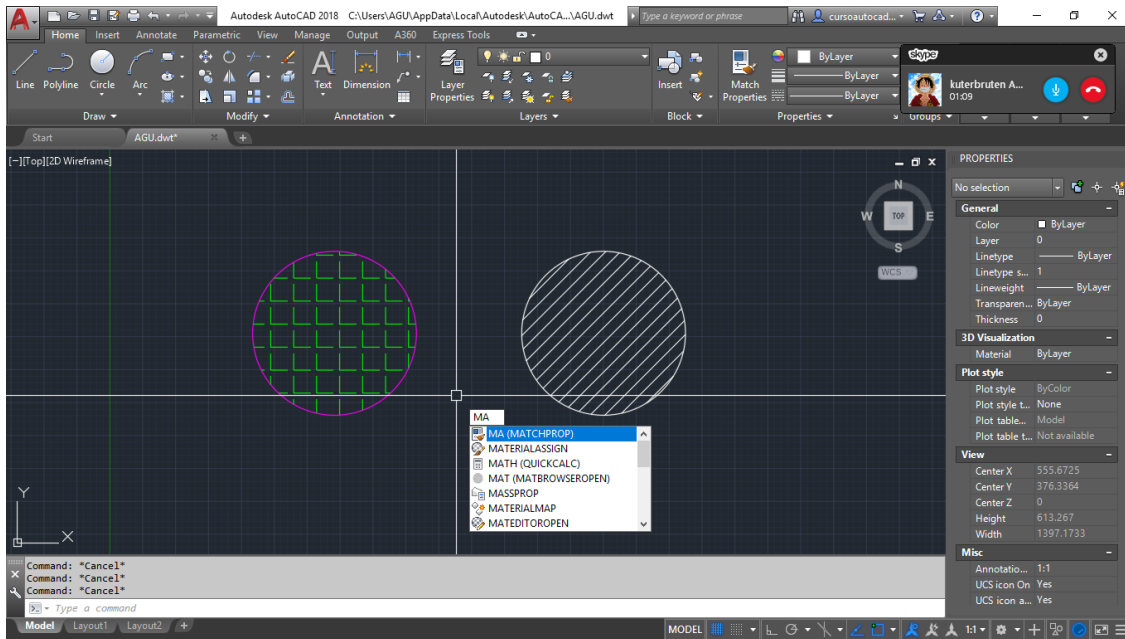 Autodesk AutoCAD 2018 C:\Users\AGU\AppData\Local\Autodesk\AutoCA...\AGU.dwt
Type a keyword or phrase
cursoautocad...
Home Insert Annotate Parametric View Manage Output A360 Express Tools
Line Polyline Circle Arc
Draw
Modify
Text Dimension
Annotation
Layer
Properties
0
Layers
Insert
Block
Match
Properties
ByLayer
ByLayer
ByLayer
Properties
Groups
skype
kuterbruten A...
01:09
Start AGU.dwt* +
[−][Top][2D Wireframe]
N
W TOP E
S
WCS
MA
MA (MATCHPROP)
MATERIALASSIGN
MATH (QUICKCALC)
MAT (MATBROWSEROPEN)
MASSPROP
MATERIALMAP
MATEDITOROPEN
Y
X
PROPERTIES
No selection
General
Color ByLayer
Layer 0
Linetype ByLayer
Linetype s... 1
Lineweight ByLayer
Transparen... ByLayer
Thickness 0
3D Visualization
Material ByLayer
Plot style
Plot style ByColor
Plot style t... None
Plot table... Model
Plot table t... Not available
View
Center X 555.6725
Center Y 376.3364
Center Z 0
Height 613.267
Width 1397.1733
Misc
Annotatio... 1:1
UCS icon On Yes
UCS icon a... Yes
Command: *Cancel*
Command: *Cancel*
Command: *Cancel*
Type a command
Model Layout1 Layout2 +
MODEL 1:1